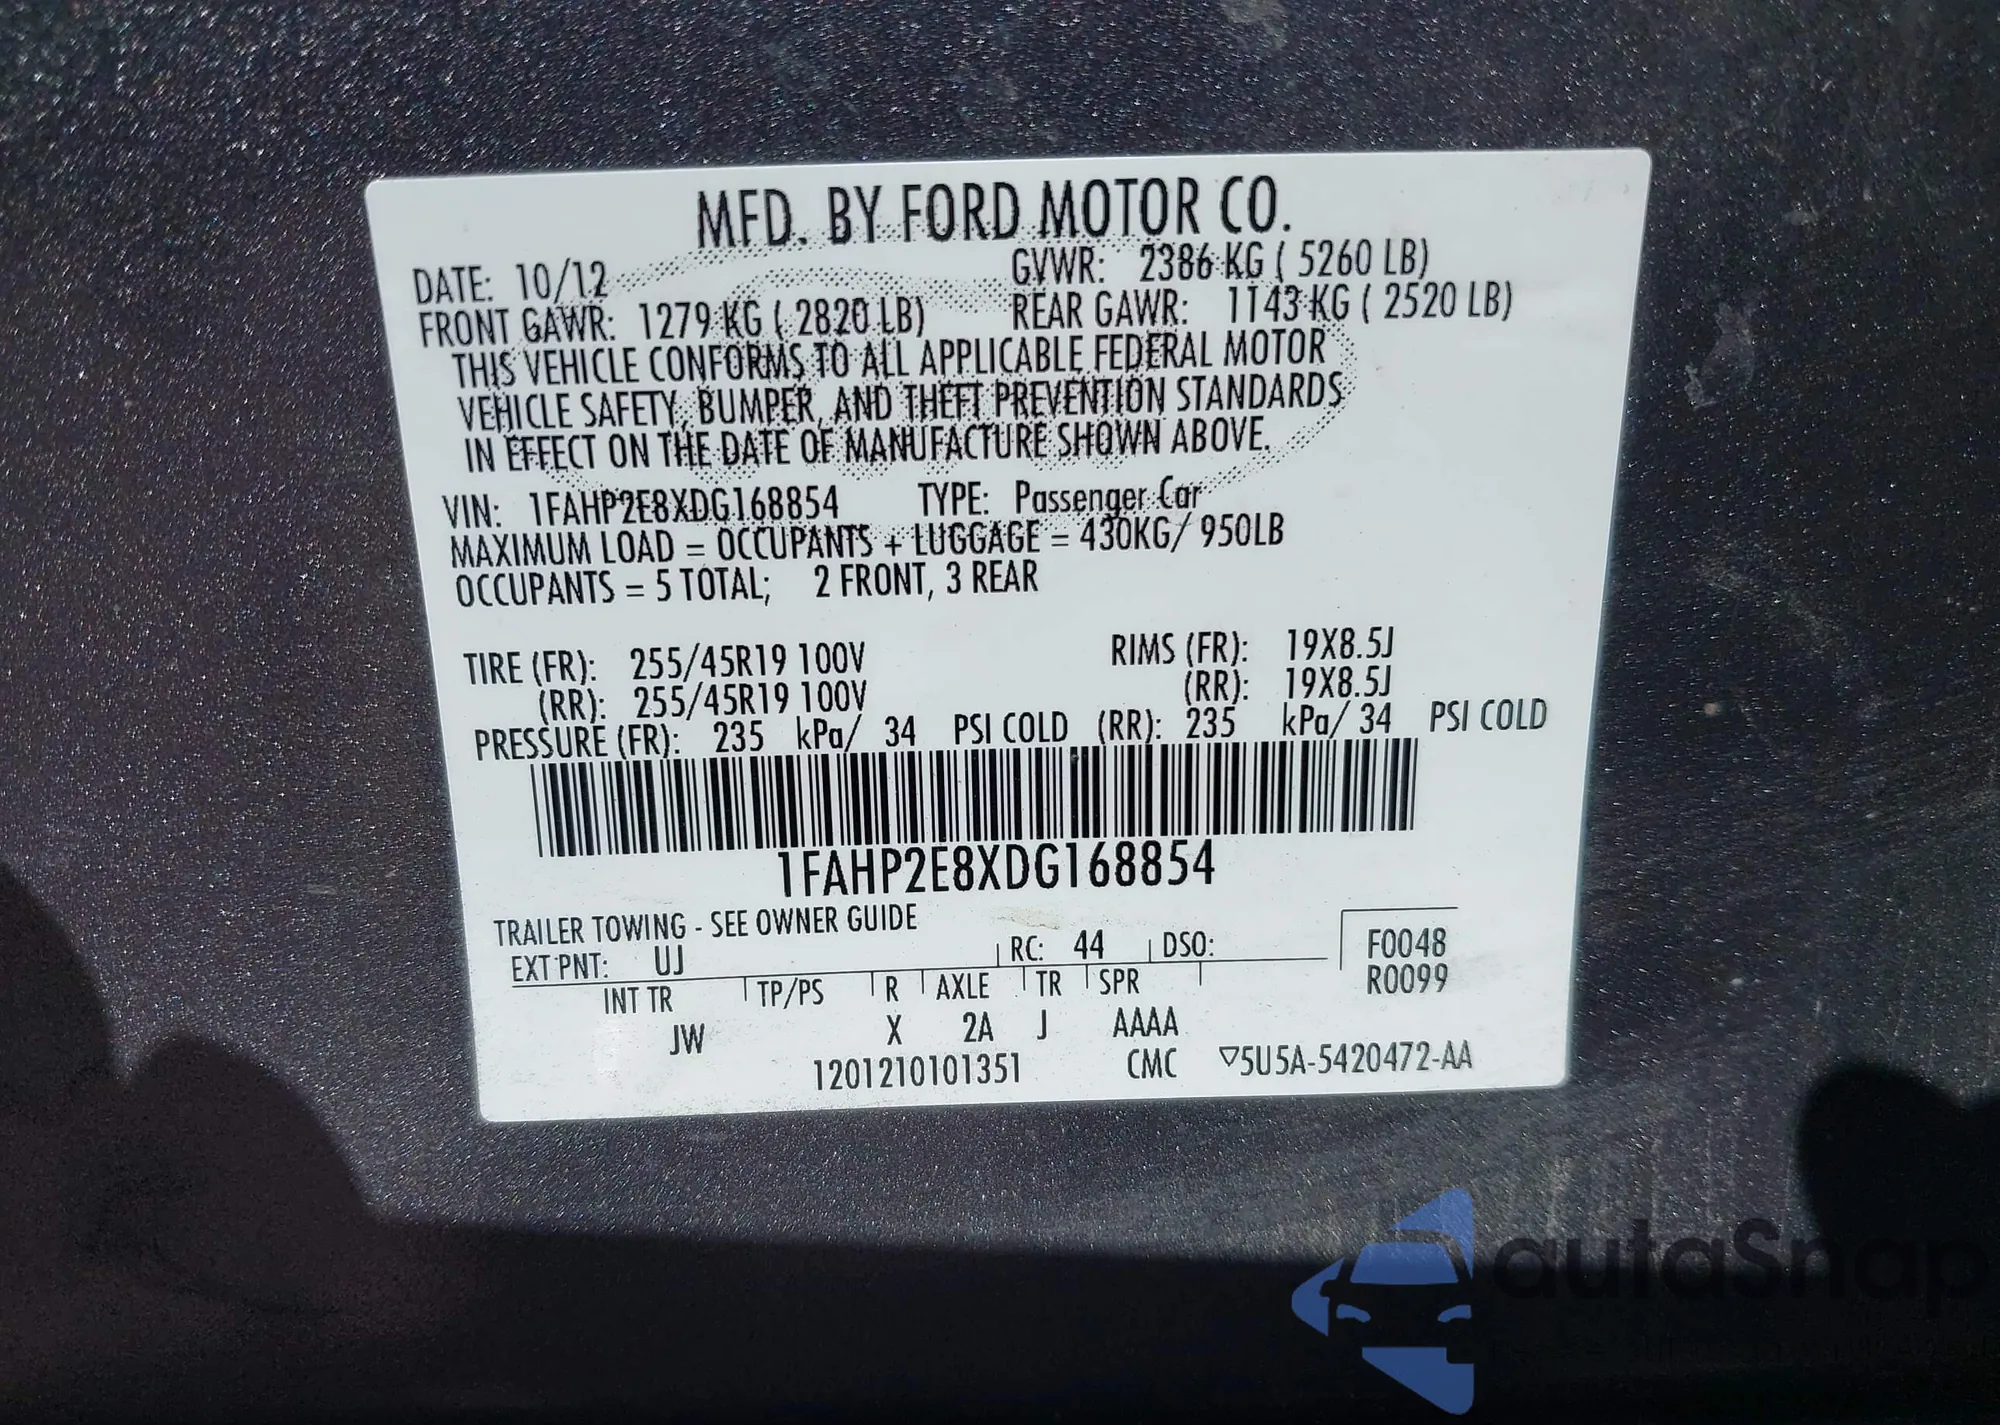 MFD. BY FORD MOTOR CO.
DATE: 10/12 GVWR: 2386 KG ( 5260 LB)
FRONT GAWR: 1279 KG ( 2820 LB) REAR GAWR: 1143 KG ( 2520 LB)
THIS VEHICLE CONFORMS TO ALL APPLICABLE FEDERAL MOTOR
VEHICLE SAFETY, BUMPER, AND THEFT PREVENTION STANDARDS
IN EFFECT ON THE DATE OF MANUFACTURE SHOWN ABOVE.
VIN: 1FAHP2E8XDG168854 TYPE: Passenger Car
MAXIMUM LOAD = OCCUPANTS + LUGGAGE = 430KG/ 950LB
OCCUPANTS = 5 TOTAL; 2 FRONT, 3 REAR
TIRE (FR): 255/45R19 100V RIMS (FR): 19X8.5J
(RR): 255/45R19 100V (RR): 19X8.5J
PRESSURE (FR): 235 kPa/ 34 PSI COLD (RR): 235 kPa/ 34 PSI COLD
1FAHP2E8XDG168854
TRAILER TOWING - SEE OWNER GUIDE
EXT PNT: UJ RC: 44 DSO: F0048
INT TR TP/PS R AXLE TR SPR R0099
JW X 2A J AAAA
1201210101351 CMC ▽5U5A-5420472-AA
autaSnap